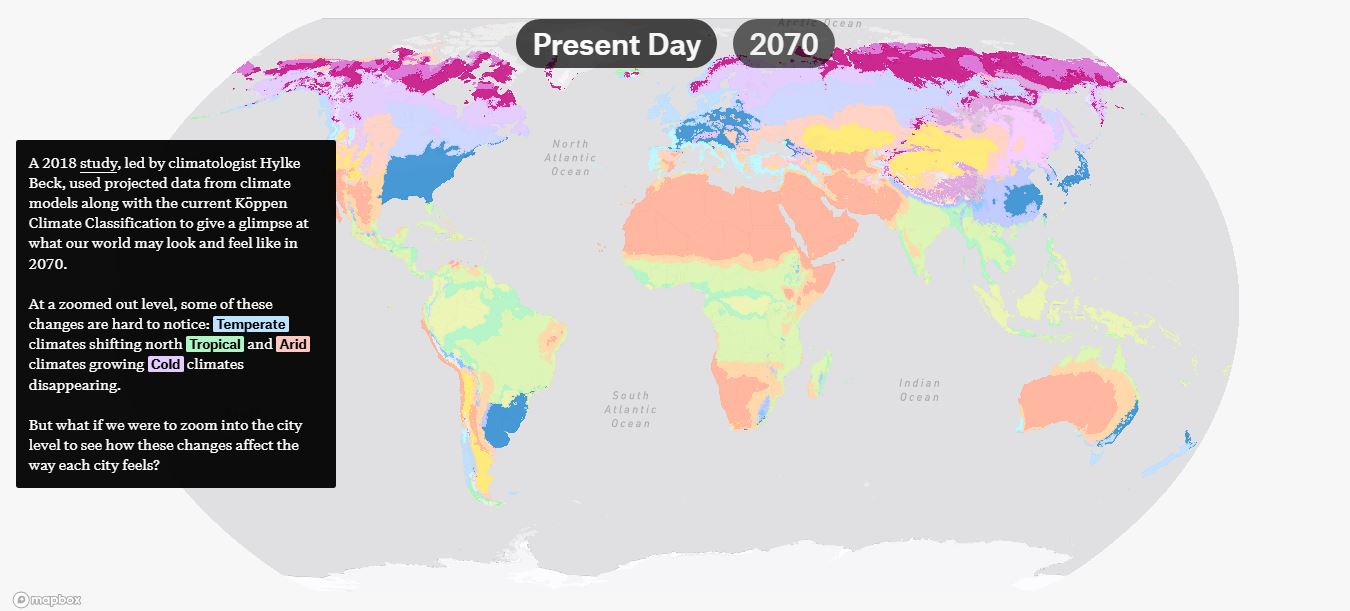 Arctic Ocean
Present Day
2070
A 2018 study, led by climatologist Hylke
Beck, used projected data from climate
models along with the current Köppen
Climate Classification to give a glimpse at
what our world may look and feel like in
2070.
At a zoomed out level, some of these
changes are hard to notice: Temperate
climates shifting north Tropical and Arid
climates growing Cold climates
disappearing.
But what if we were to zoom into the city
level to see how these changes affect the
way each city feels?
North
Atlantic
Ocean
South
Atlantic
Ocean
Indian
Ocean
mapbox